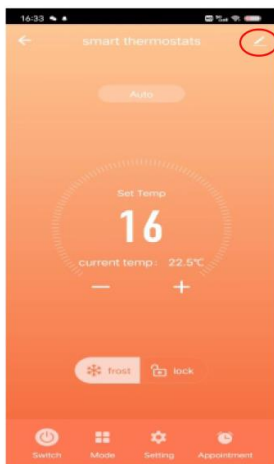 16:33
smart thermostats
Auto
Set Temp
16
current temp: 22.5℃
— +
frost lock
Switch Mode Setting Appointment